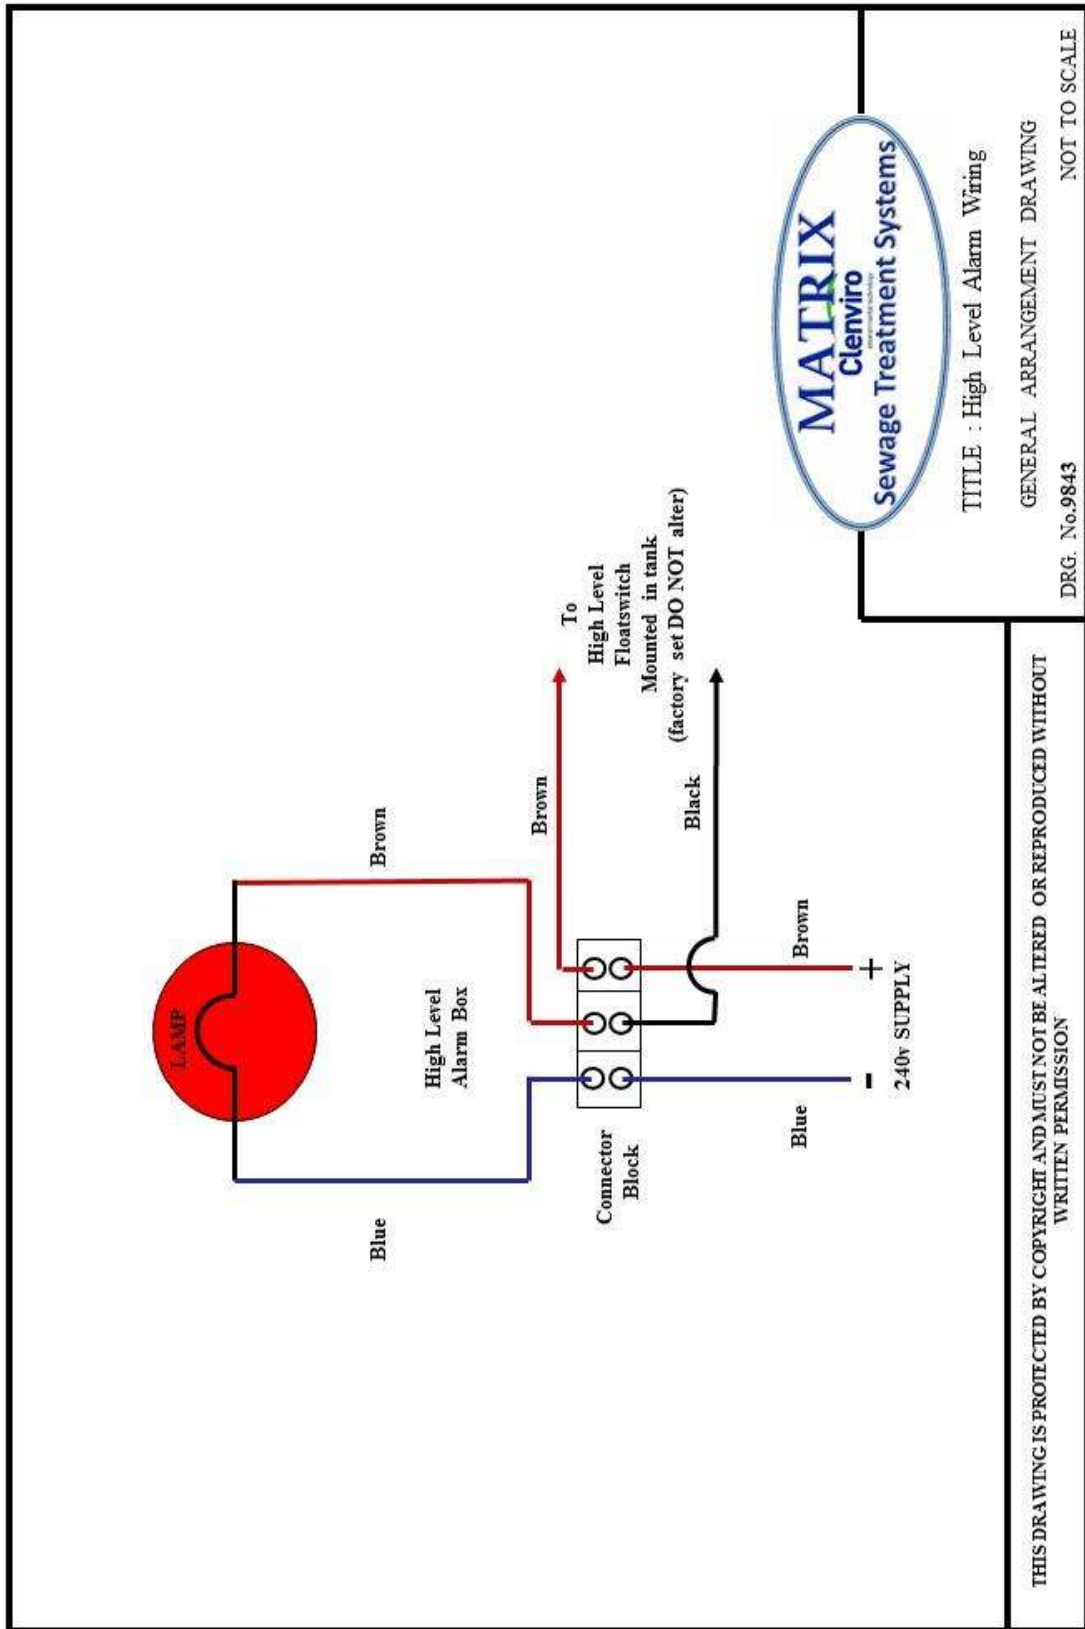 LAMP
Brown
Blue
High Level
Alarm Box
Brown
To
High Level
Floatswitch
Mounted in tank
(factory set DO NOT alter)
Connector
Block
Black
Blue
Brown
- +
240v SUPPLY
MATRIX
Clenviro
Sewage Treatment Systems
TITLE : High Level Alarm Wiring
GENERAL ARRANGEMENT DRAWING
DRG. No.9843
NOT TO SCALE
THIS DRAWING IS PROTECTED BY COPYRIGHT AND MUST NOT BE ALTERED OR REPRODUCED WITHOUT
WRITTEN PERMISSION